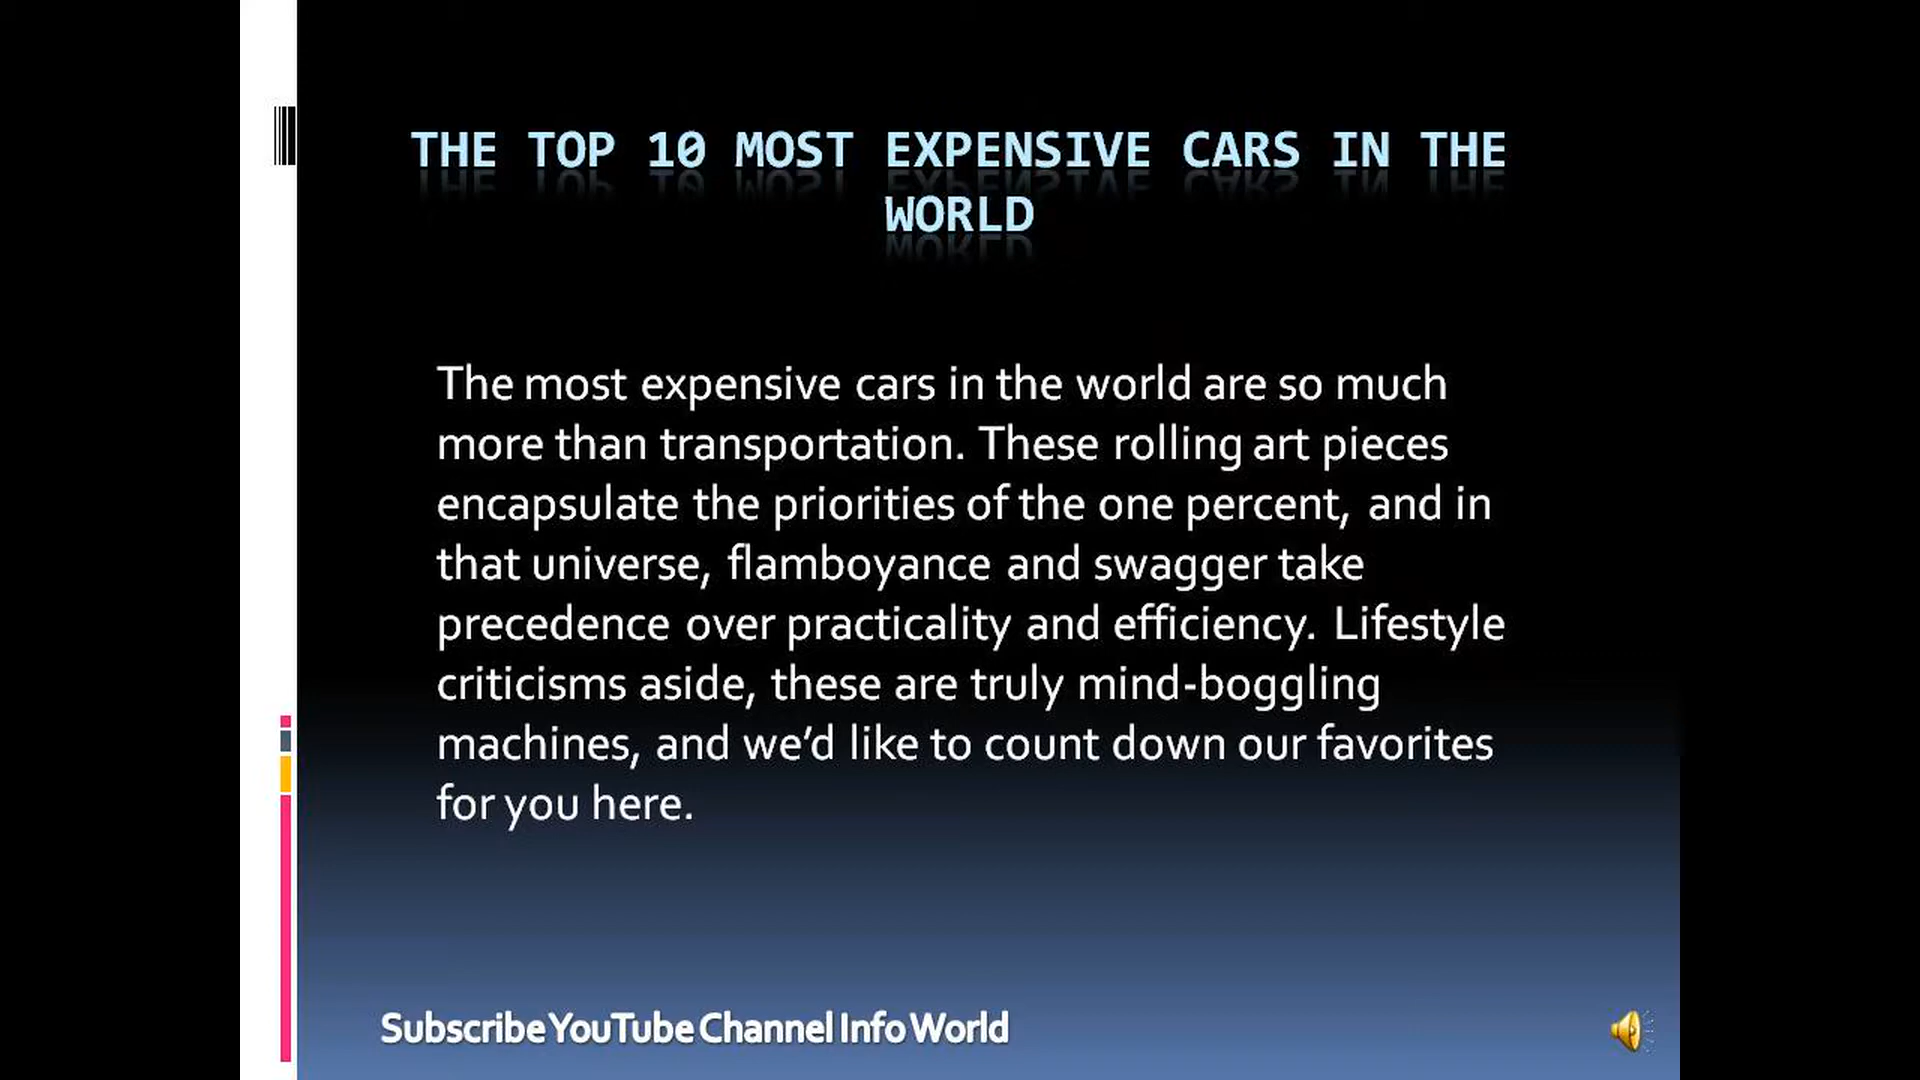 THE TOP 10 MOST EXPENSIVE CARS IN THE
WORLD
The most expensive cars in the world are so much
more than transportation. These rolling art pieces
encapsulate the priorities of the one percent, and in
that universe, flamboyance and swagger take
precedence over practicality and efficiency. Lifestyle
criticisms aside, these are truly mind-boggling
machines, and we’d like to count down our favorites
for you here.
Subscribe YouTube Channel Info World